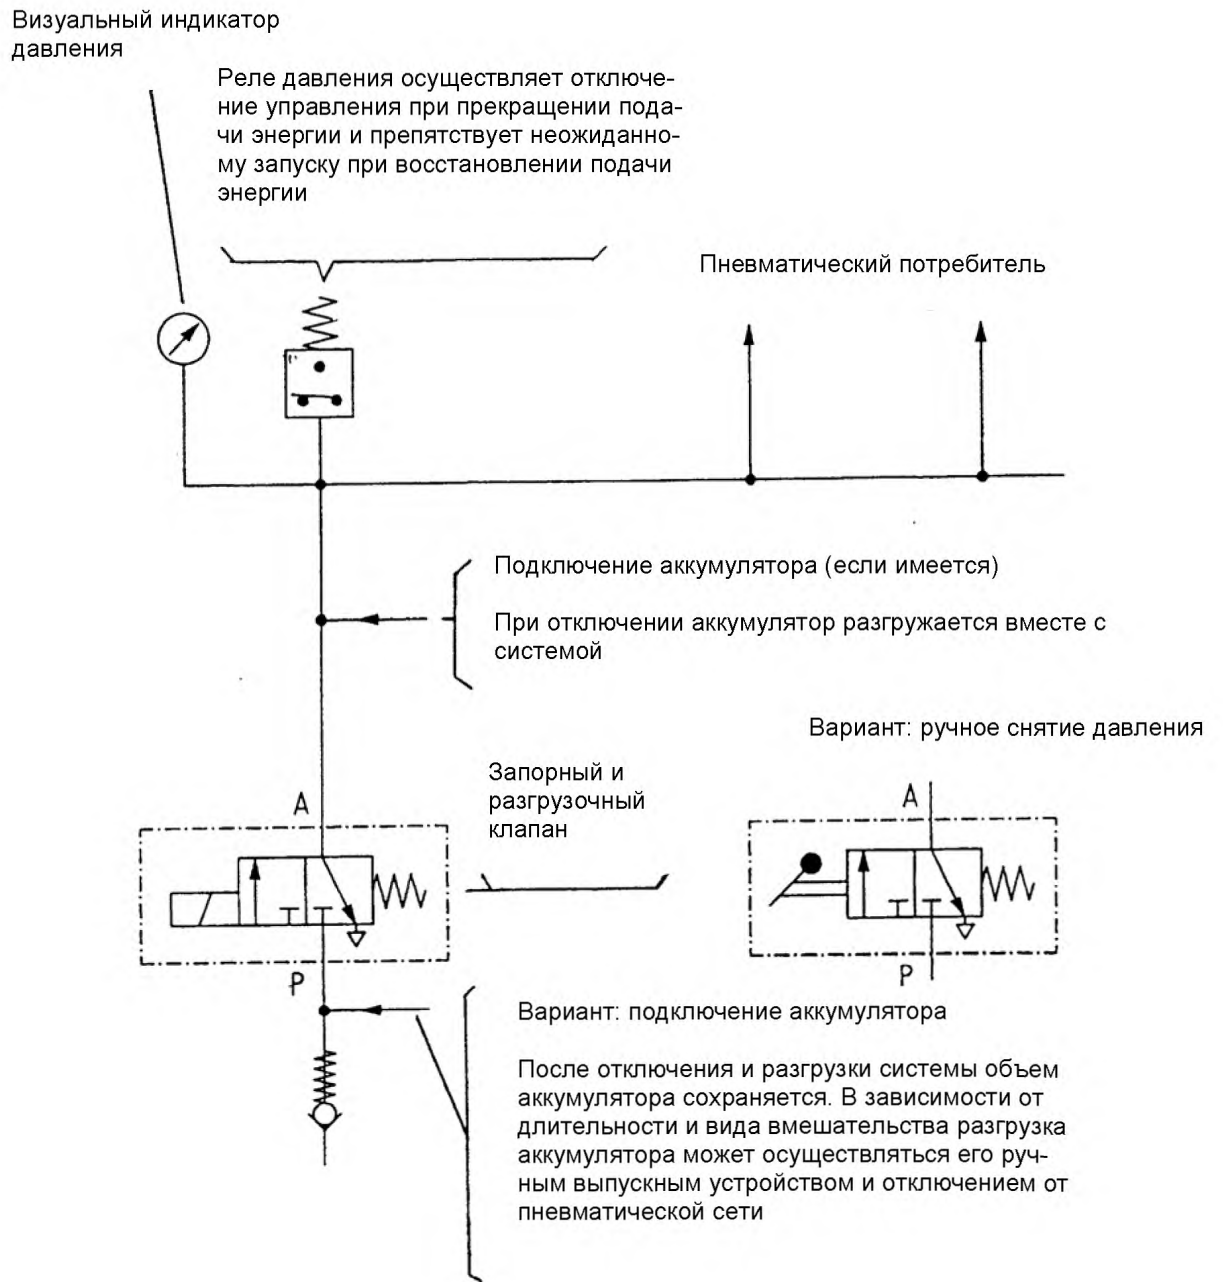 Визуальный индикатор
давления
Реле давления осуществляет отключе-
ние управления при прекращении пода-
чи энергии и препятствует неожиданно-
му запуску при восстановлении подачи
энергии
Пневматический потребитель
Подключение аккумулятора (если имеется)
При отключении аккумулятор разгружается вместе с
системой
Вариант: ручное снятие давления
Запорный и
разгрузочный
клапан
A
A
P
P
Вариант: подключение аккумулятора
После отключения и разгрузки системы объем
аккумулятора сохраняется. В зависимости от
длительности и вида вмешательства разгрузка
аккумулятора может осуществляться его руч-
ным выпускным устройством и отключением от
пневматической сети